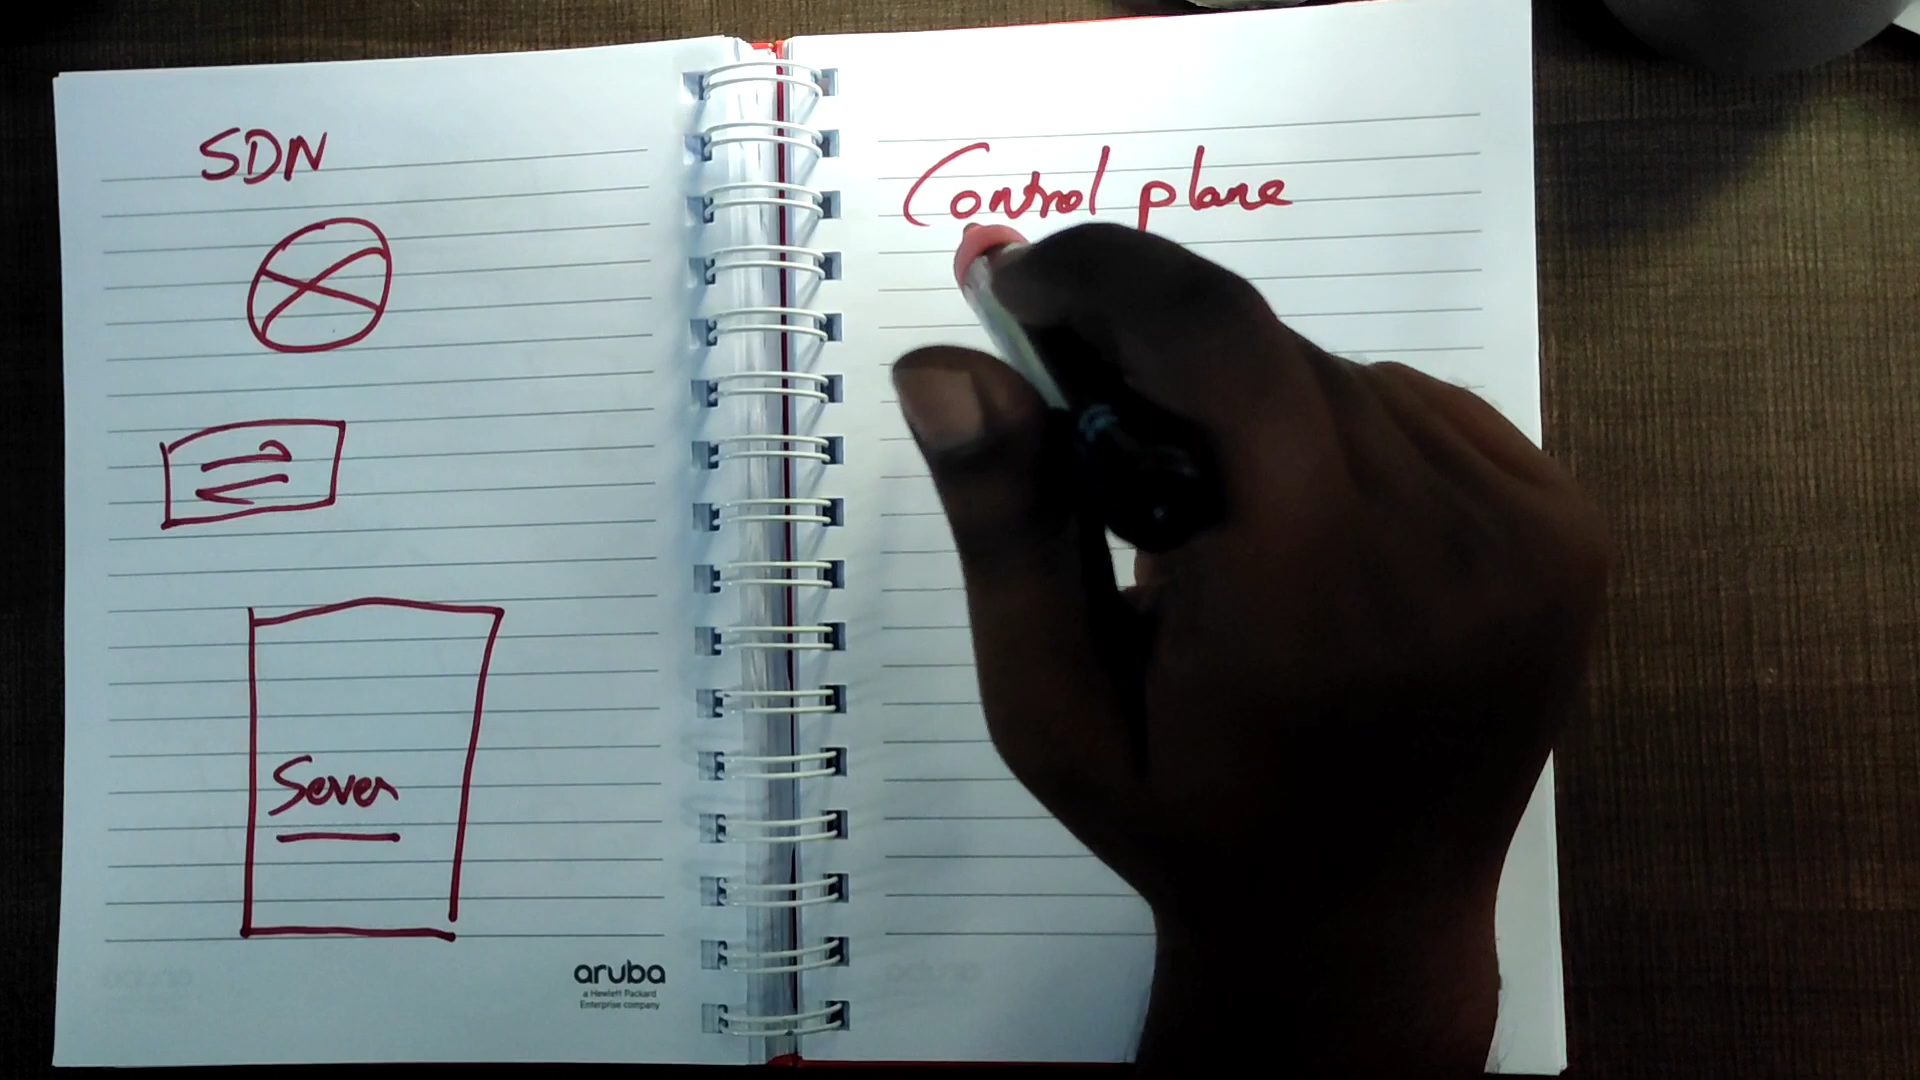 SDN
Sever
aruba
a Hewlett Packard
Enterprise company
Control plane